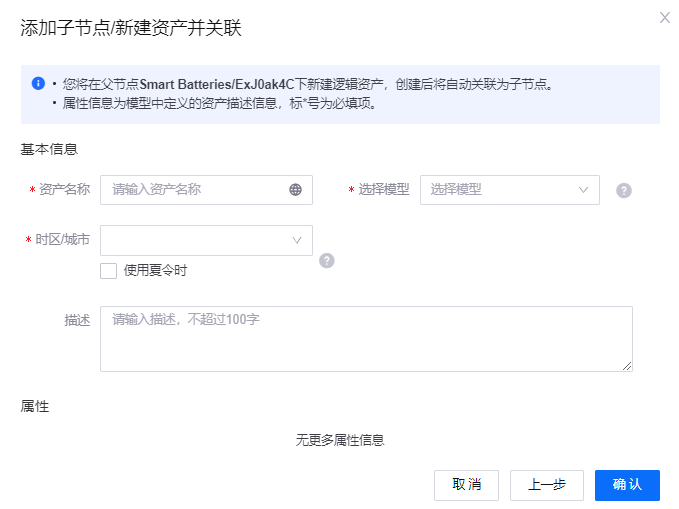 添加子节点/新建资产并关联
• 您将在父节点Smart Batteries/ExJ0ak4C下新建逻辑资产，创建后将自动关联为子节点。
• 属性信息为模型中定义的资产描述信息，标*号为必填项。
基本信息
* 资产名称 请输入资产名称 * 选择模型 选择模型 ?
* 时区/城市
使用夏令时 ?
描述 请输入描述，不超过100字
属性
无更多属性信息
取消 上一步 确认